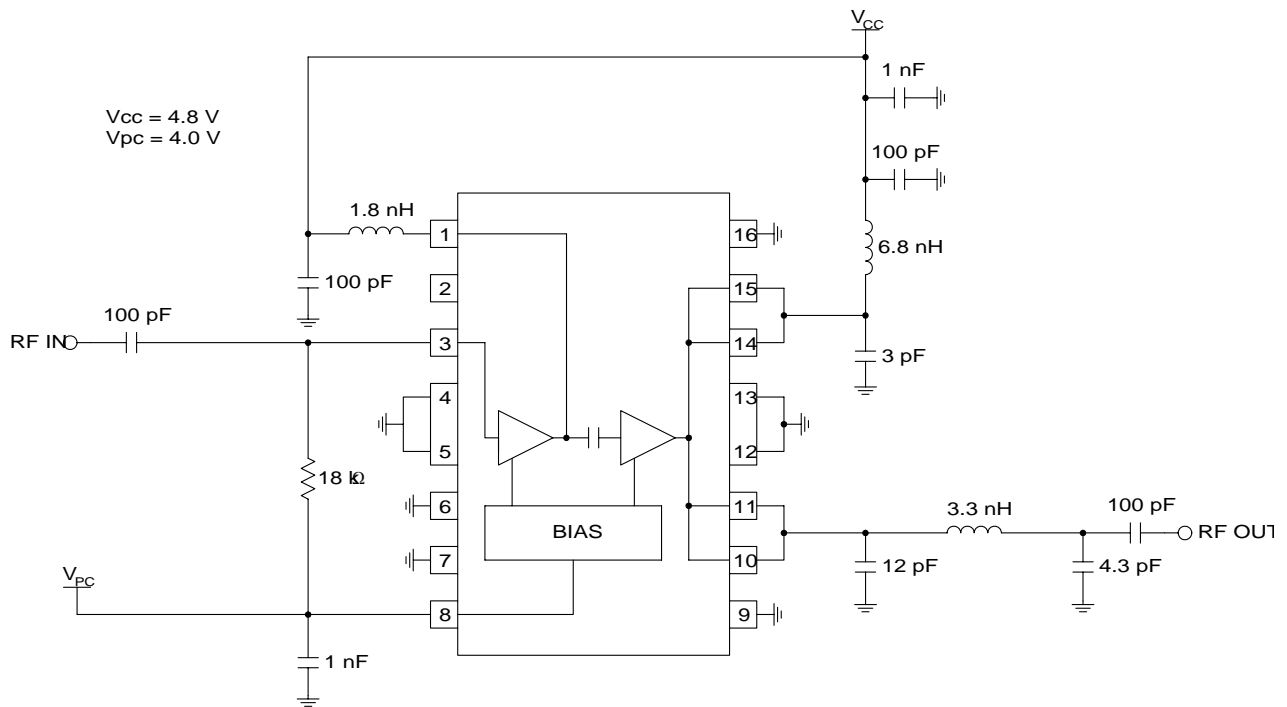 VCC
1 nF
Vcc = 4.8 V
Vpc = 4.0 V
100 pF
1.8 nH
1
16
6.8 nH
100 pF
2
15
100 pF
RF IN
3
14
3 pF
4
13
5
12
18 kΩ
6
11
3.3 nH
100 pF
BIAS
RF OUT
7
10
12 pF
4.3 pF
VPC
8
9
1 nF